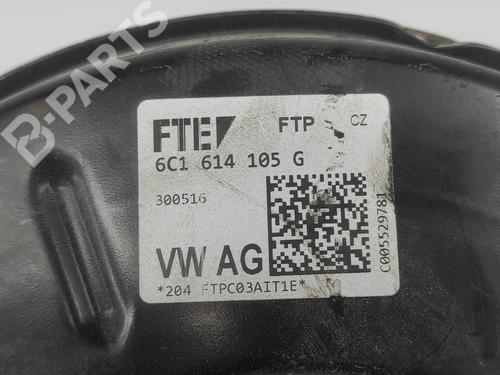 B-PARTS
FTE FTP CZ
6C1 614 105 G
300516
VW AG
*204 FTPC03AIT1E*
C005529781